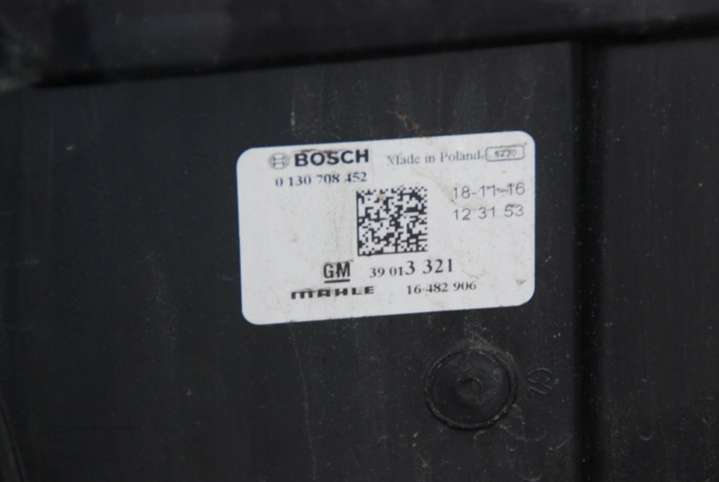 BOSCH Made in Poland
0 130 708 452
18-11-16
12 31 53
GM 39 013 321
MAHLE 16 482 906